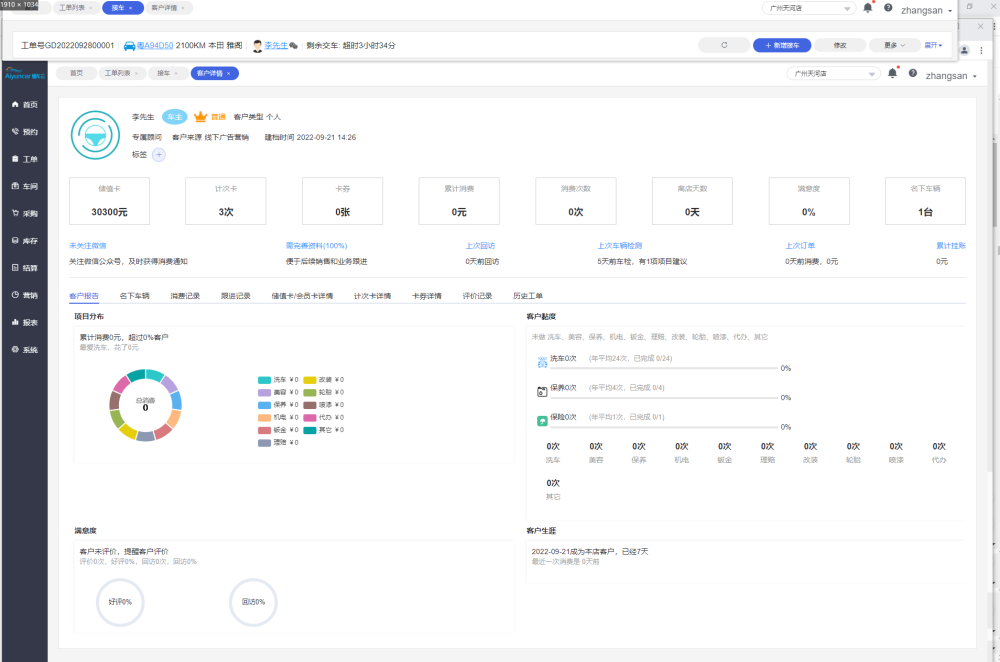 1910 × 1034
工单列表 × 接车 × 客户详情 ×
广州天河店 zhangsan
工单号GD2022092800001 粤A94D50 2100KM 本田 雅阁 李先生 剩余交车: 超时3小时34分
+ 新增接车 修改 更多 展开
Aiyuncar
首页 工单列表 × 接车 × 客户详情 ×
广州天河店 zhangsan
首页
预约
工单
车间
采购
库存
结算
营销
报表
系统
李先生 车主 普通 客户类型 个人
专属顾问 客户来源 线下广告营销 建档时间 2022-09-21 14:26
标签 +
储值卡 计次卡 卡券 累计消费 消费次数 离店天数 满意度 名下车辆
30300元 3次 0张 0元 0次 0天 0% 1台
未关注微信 需完善资料(100%) 上次回访 上次车辆检测 上次订单 累计挂账
关注微信公众号，及时获得消费通知 便于后续销售和业务跟进 0天前回访 5天前车检，有1项项目建议 0天前消费，0元 0元
客户报告 名下车辆 消费记录 跟进记录 储值卡/会员卡详情 计次卡详情 卡券详情 评价记录 历史工单
项目分布
累计消费0元，超过0%客户
最爱洗车，花了0元
总消费
0
洗车 ¥ 0 改装 ¥ 0
美容 ¥ 0 轮胎 ¥ 0
保养 ¥ 0 喷漆 ¥ 0
机电 ¥ 0 代办 ¥ 0
钣金 ¥ 0 其它 ¥ 0
理赔 ¥ 0
客户黏度
未做 洗车、美容、保养、机电、钣金、理赔、改装、轮胎、喷漆、代办、其它
洗车0次 (年平均24次，已完成 0/24)
0%
保养0次 (年平均4次，已完成 0/4)
0%
保险0次 (年平均1次，已完成 0/1)
0%
0次 0次 0次 0次 0次 0次 0次 0次 0次 0次
洗车 美容 保养 机电 钣金 理赔 改装 轮胎 喷漆 代办
0次
其它
满意度
客户未评价，提醒客户评价
评价0次，好评0%，回访0次，回访0%
好评0% 回访0%
客户生涯
2022-09-21成为本店客户，已经7天
最近一次消费是 0天前